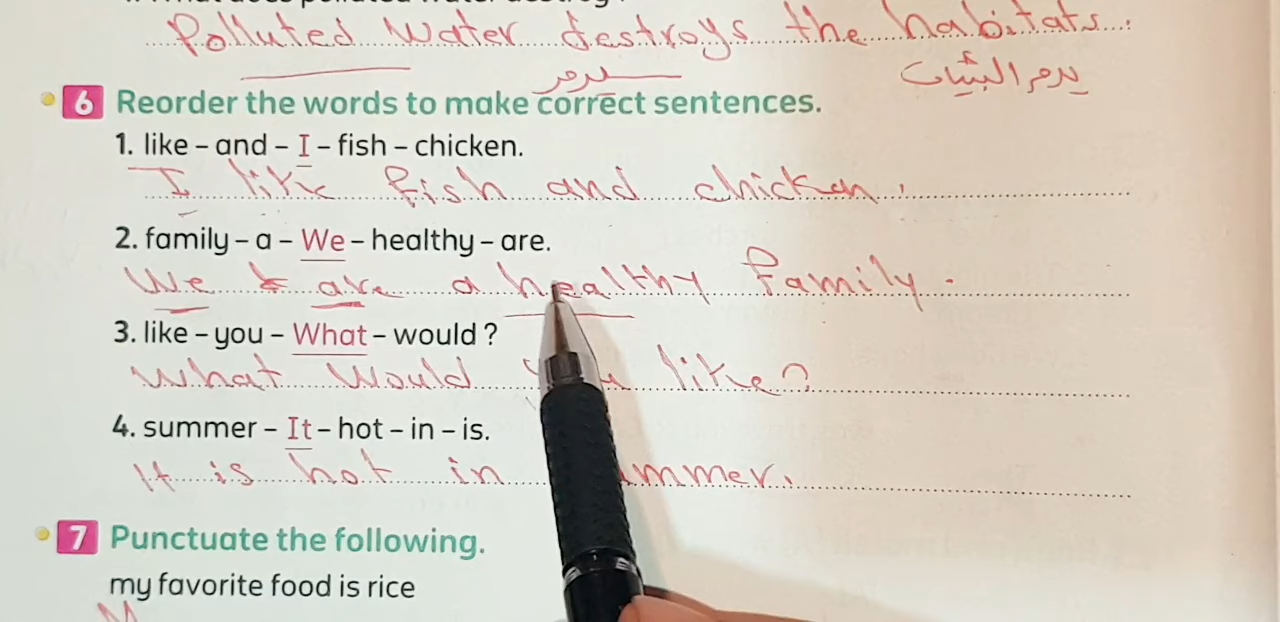 Polluted water destroys the habitats.
6 Reorder the words to make correct sentences.
1. like – and – I – fish – chicken.
I like fish and chicken.
2. family – a – We – healthy – are.
We are a healthy family.
3. like – you – What – would ?
What would like?
4. summer – It – hot – in – is.
It is hot in ummer.
7 Punctuate the following.
my favorite food is rice
M